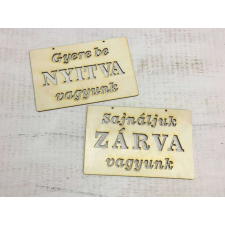 Gyere be
NYITVA
vagyunk
Sajnáljuk
ZÁRVA
vagyunk